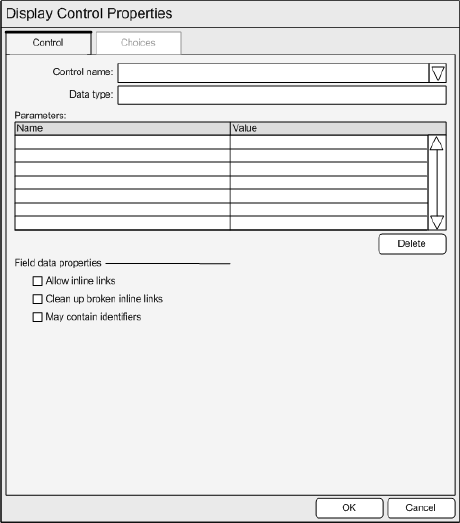 Display Control Properties
Control Choices
Control name:
Data type:
Parameters:
Name Value
Delete
Field data properties
Allow inline links
Clean up broken inline links
May contain identifiers
OK Cancel